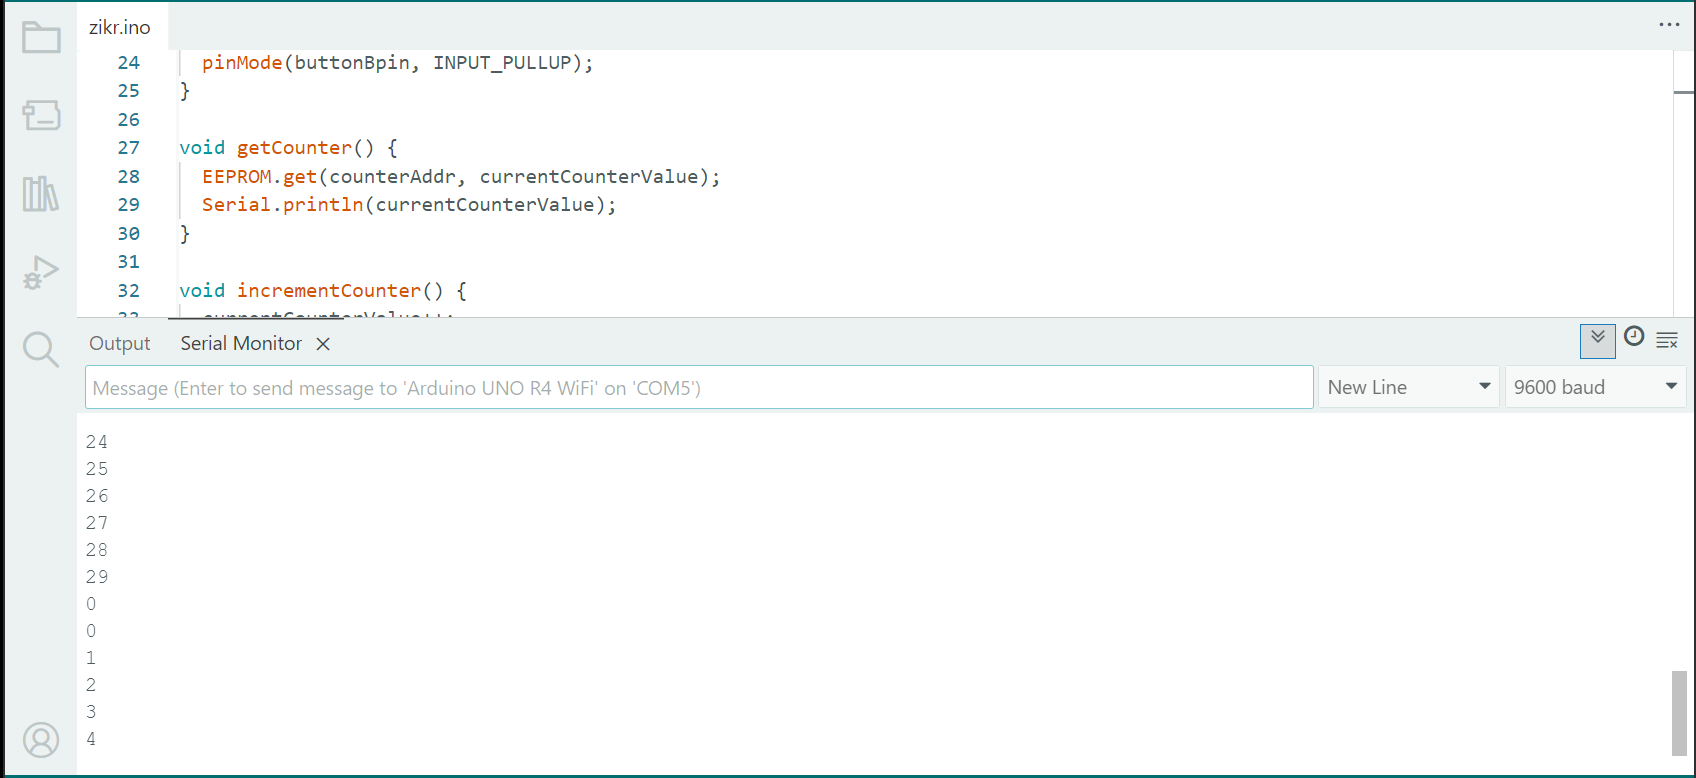 zikr.ino
24 pinMode(buttonBpin, INPUT_PULLUP);
25 }
26
27 void getCounter() {
28 EEPROM.get(counterAddr, currentCounterValue);
29 Serial.println(currentCounterValue);
30 }
31
32 void incrementCounter() {
33 currentCounterValue++;
Output Serial Monitor
Message (Enter to send message to 'Arduino UNO R4 WiFi' on 'COM5') New Line 9600 baud
24
25
26
27
28
29
0
0
1
2
3
4